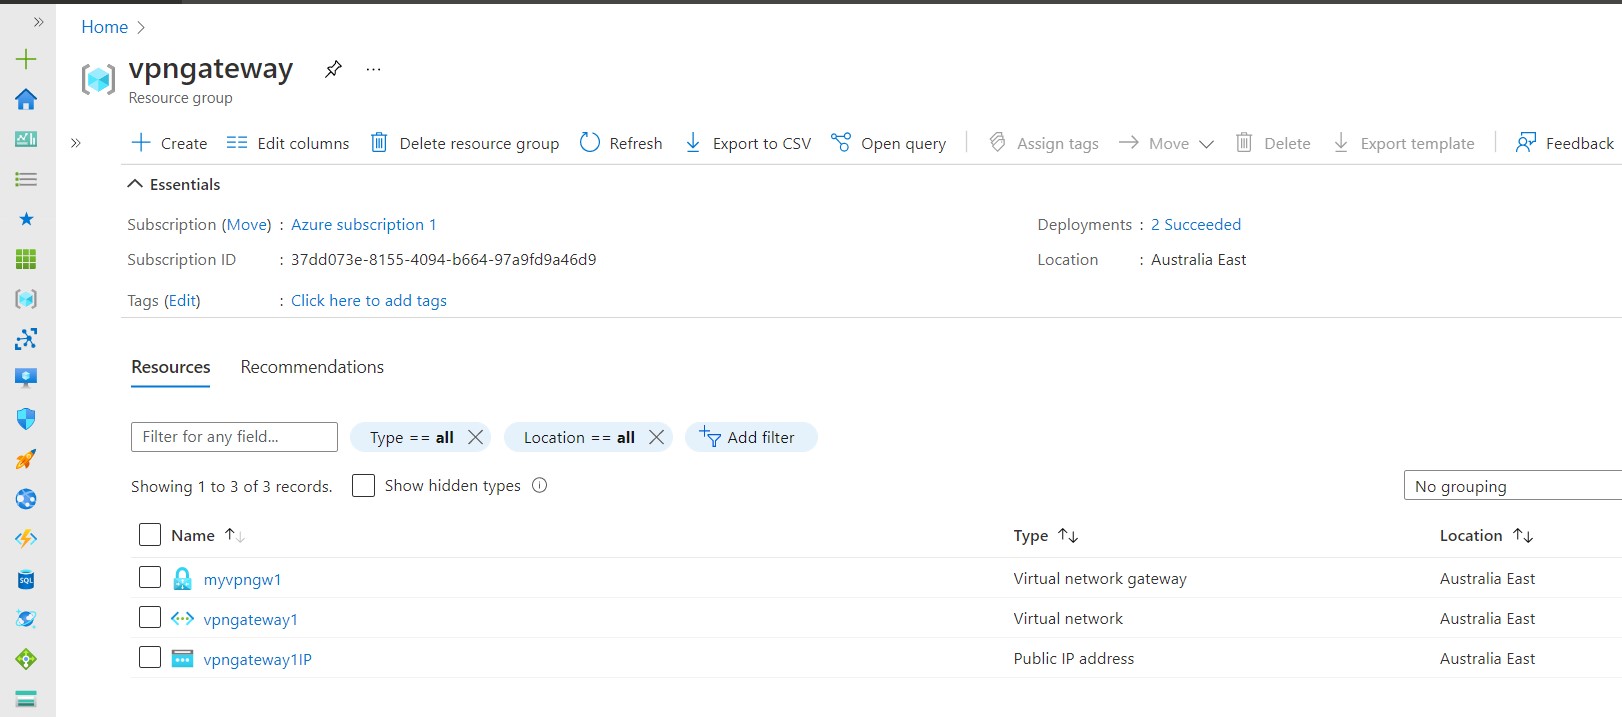 Home
vpngateway
Resource group
Create Edit columns Delete resource group Refresh Export to CSV Open query Assign tags Move Delete Export template Feedback
Essentials
Subscription (Move) : Azure subscription 1 Deployments : 2 Succeeded
Subscription ID : 37dd073e-8155-4094-b664-97a9fd9a46d9 Location : Australia East
Tags (Edit) : Click here to add tags
Resources Recommendations
Filter for any field... Type == all Location == all Add filter
Showing 1 to 3 of 3 records. Show hidden types No grouping
Name Type Location
myvpngw1 Virtual network gateway Australia East
vpngateway1 Virtual network Australia East
vpngateway1IP Public IP address Australia East
SQL